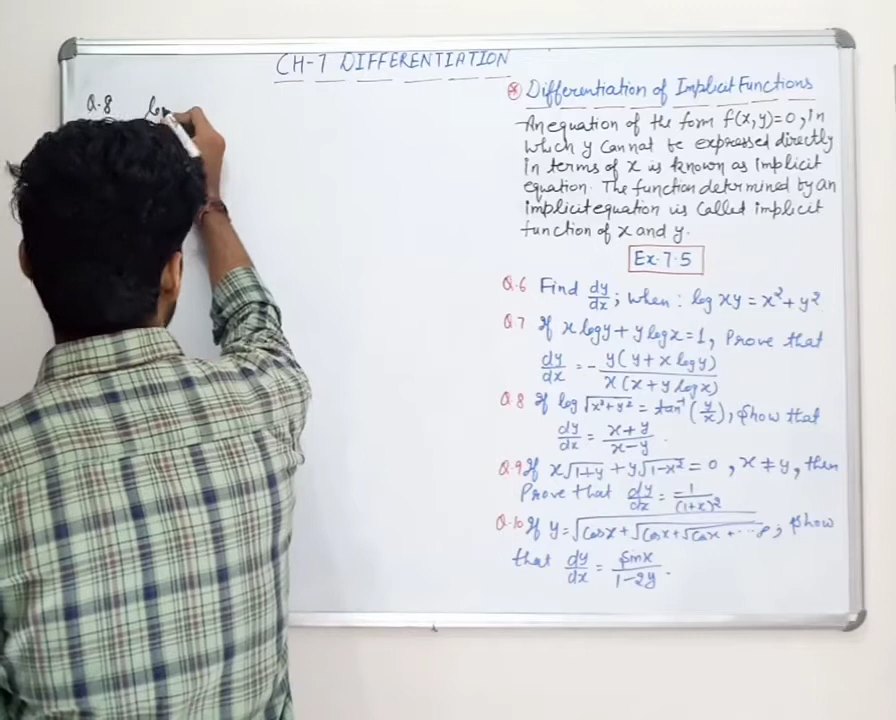 CH-7 DIFFERENTIATION
Q.8 lo
* Differentiation of Implicit Functions
An equation of the form f(x,y)=0, in
which y cannot be expressed directly
in terms of x is known as implicit
equation. The function determined by an
implicit equation is called implicit
function of x and y.
Ex.7.5
Q.6 Find dy/dx; when: log xy = x² + y²
Q.7 If x log y + y log x = 1, Prove that
dy/dx = - y(y + x log y) / x(x + y log x)
Q.8 If log √(x²+y²) = tan⁻¹(y/x), Show that
dy/dx = (x+y)/(x-y).
Q.9 If x√(1+y) + y√(1-x²) = 0, x ≠ y, then
Prove that dy/dx = -1/(1+x)²
Q.10 If y = √(cosx + √(cosx + √(cosx + ... ∞; Show
that dy/dx = sinx/(1-2y).